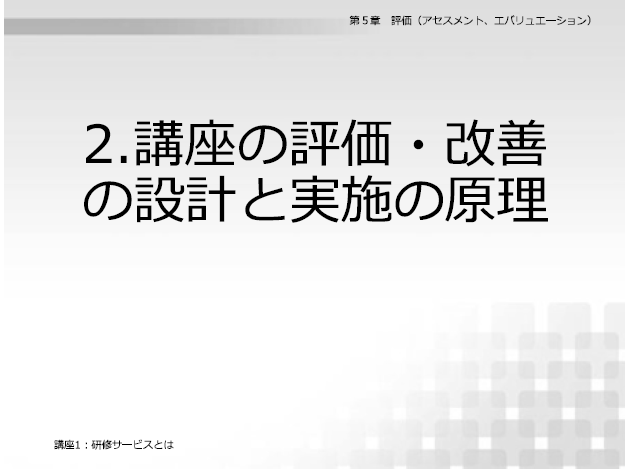 第５章　評価（アセスメント、エバリュエーション）
2.講座の評価・改善
の設計と実施の原理
講座1：研修サービスとは